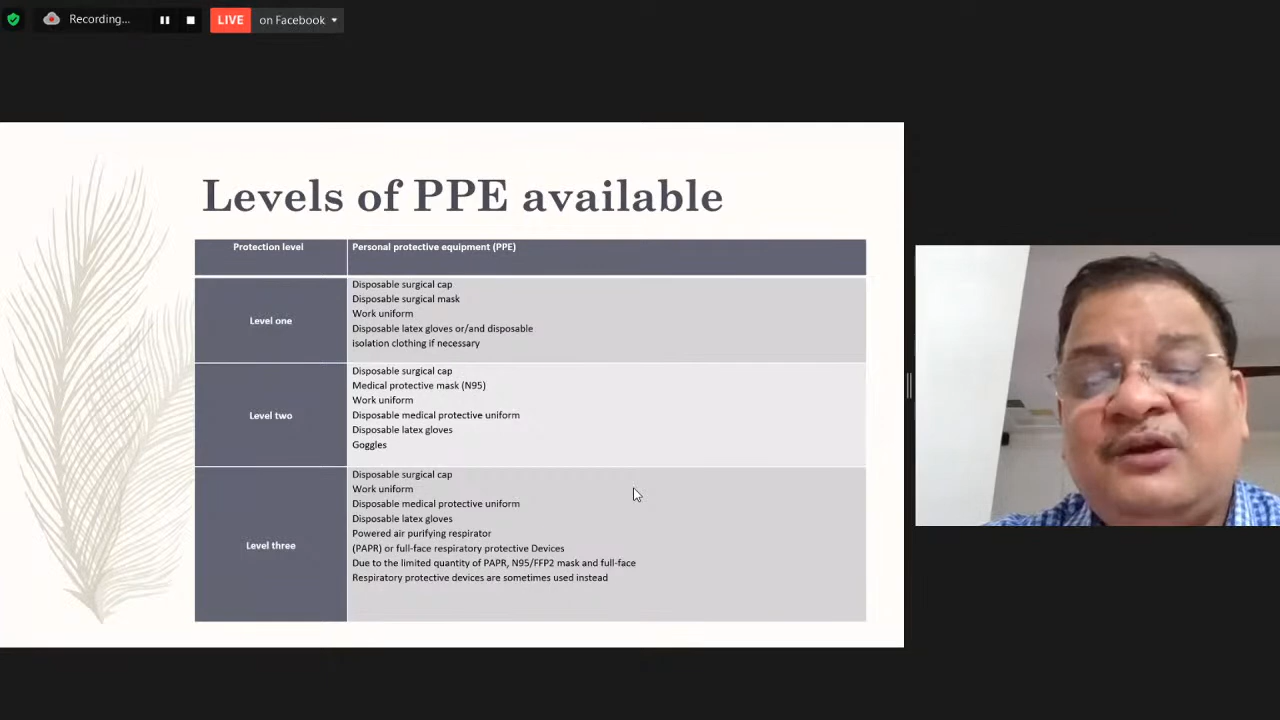 Recording...
LIVE on Facebook
Levels of PPE available
Protection level
Personal protective equipment (PPE)
Level one
Disposable surgical cap
Disposable surgical mask
Work uniform
Disposable latex gloves or/and disposable
isolation clothing if necessary
Level two
Disposable surgical cap
Medical protective mask (N95)
Work uniform
Disposable medical protective uniform
Disposable latex gloves
Goggles
Level three
Disposable surgical cap
Work uniform
Disposable medical protective uniform
Disposable latex gloves
Powered air purifying respirator
(PAPR) or full-face respiratory protective Devices
Due to the limited quantity of PAPR, N95/FFP2 mask and full-face
Respiratory protective devices are sometimes used instead